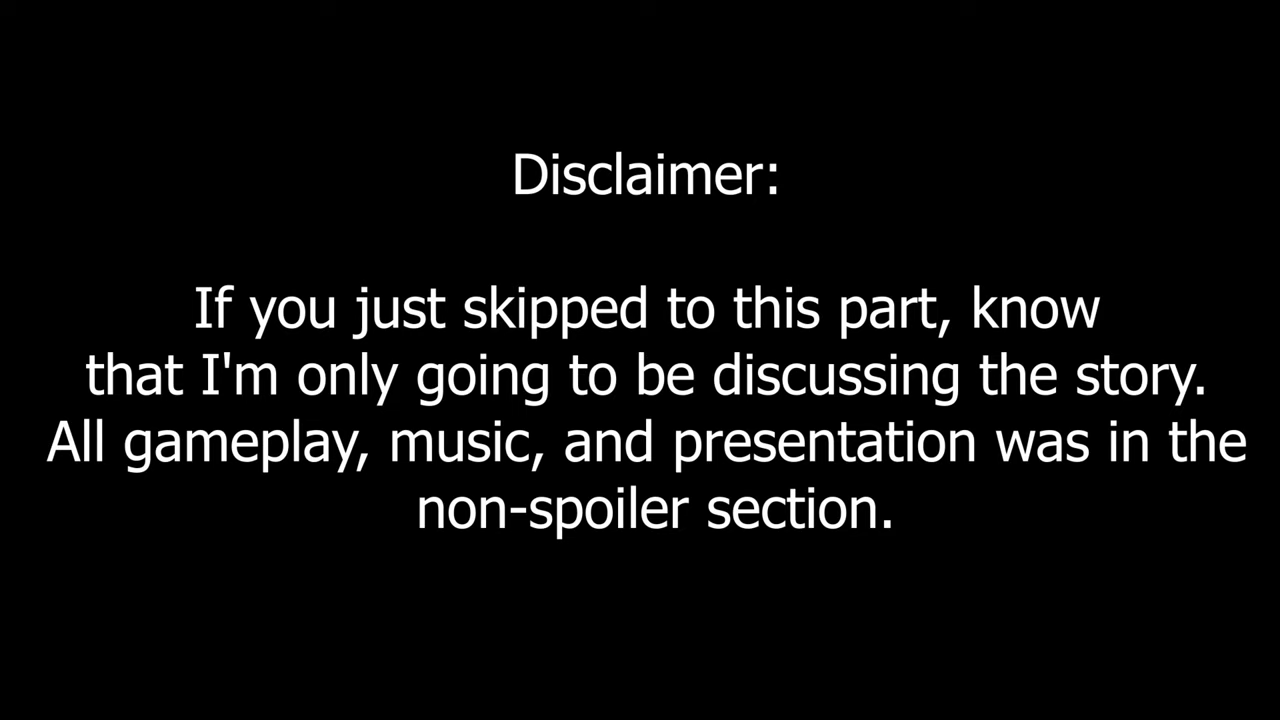 Disclaimer:
If you just skipped to this part, know
that I'm only going to be discussing the story.
All gameplay, music, and presentation was in the
non-spoiler section.